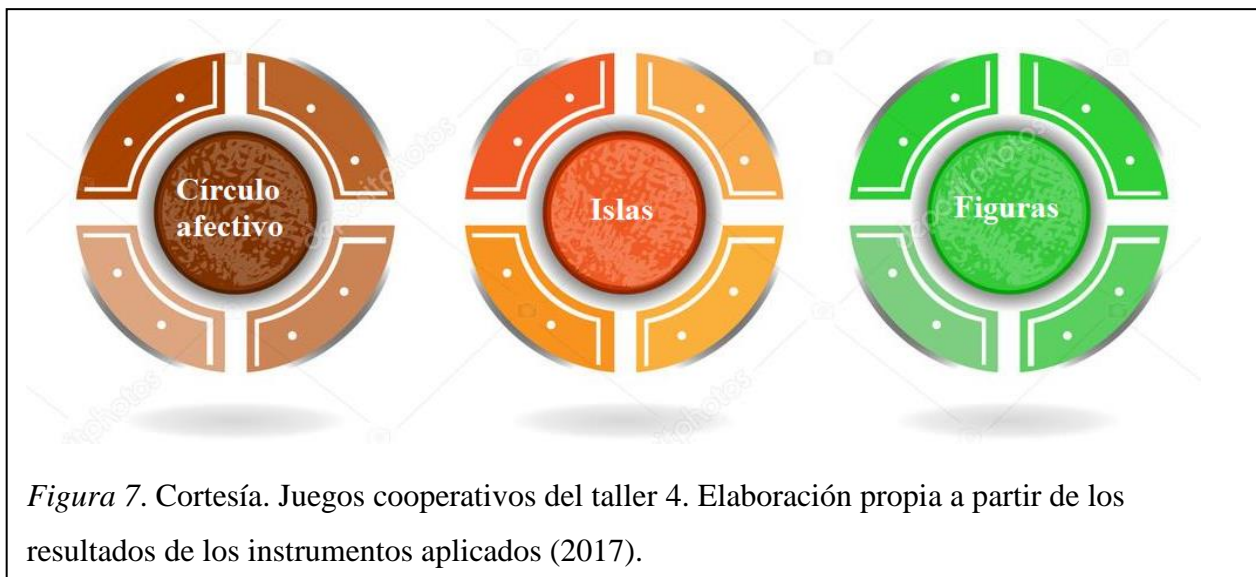 Círculo
afectivo
Islas
Figuras
Figura 7. Cortesía. Juegos cooperativos del taller 4. Elaboración propia a partir de los
resultados de los instrumentos aplicados (2017).